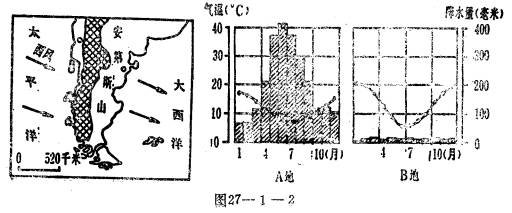 太平洋
西风
安第斯山
大西洋
0 520千米
气温(°C)
40
30
20
10
10
1 4 7 10(月)
A地
降水量(毫米)
400
300
200
100
0
1 4 7 10(月)
B地
图27—1—2